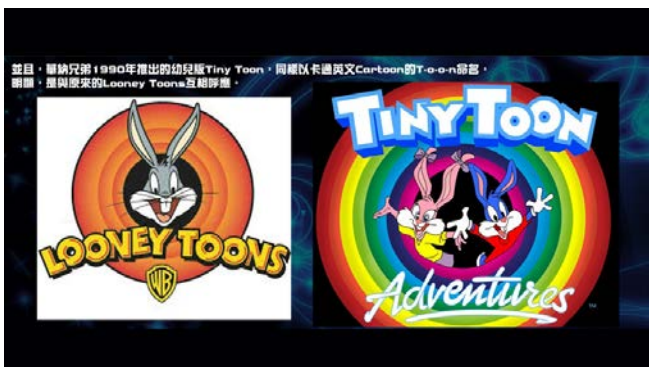 並且，華納兄弟1990年推出的幼兒版Tiny Toon，同樣以卡通英文Cartoon的T-o-o-n命名，
明顯，是與原來的Looney Toons互相呼應。
LOONEY TOONS
WB
TINY TOON
Adventures
TM